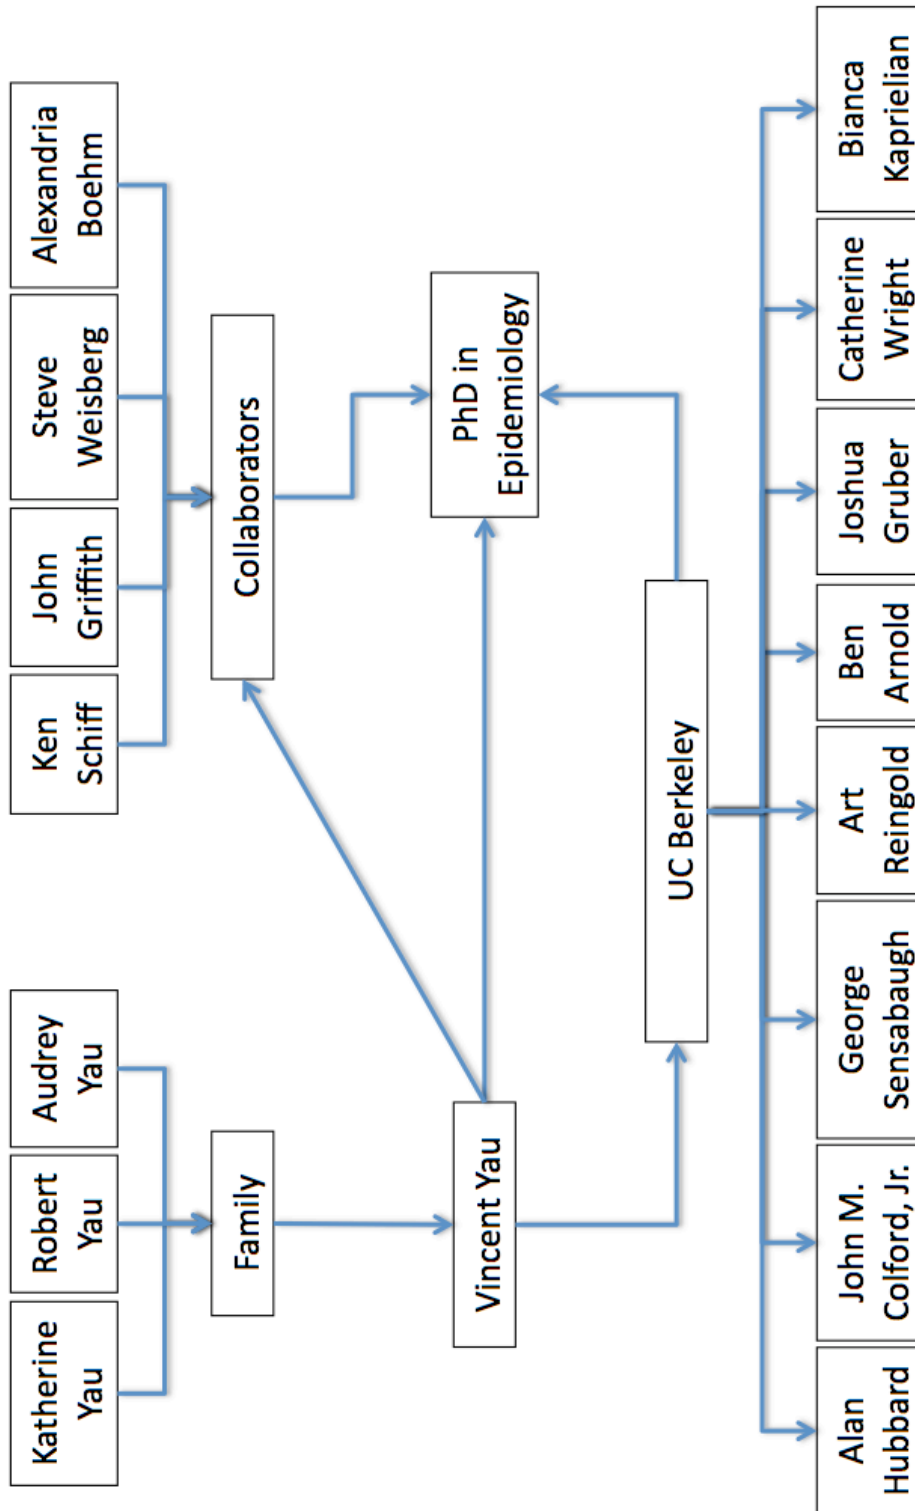 Katherine
Yau
Robert
Yau
Audrey
Yau
Ken
Schiff
John
Griffith
Steve
Weisberg
Alexandria
Boehm
Family
Collaborators
Vincent Yau
PhD in
Epidemiology
UC Berkeley
Alan
Hubbard
John M.
Colford, Jr.
George
Sensabaugh
Art
Reingold
Ben
Arnold
Joshua
Gruber
Catherine
Wright
Bianca
Kaprielian